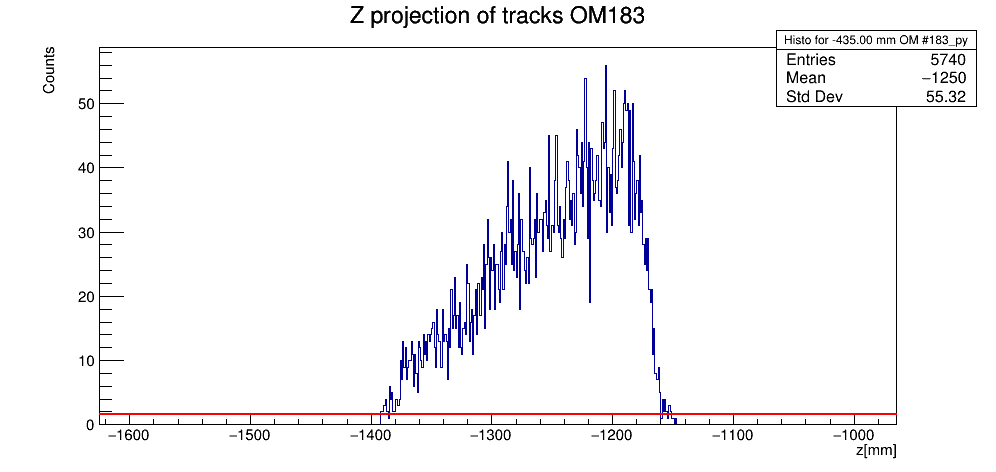 Z projection of tracks OM183
Histo for -435.00 mm OM #183_py
Entries 5740
Mean −1250
Std Dev 55.32
Counts
50
40
30
20
10
0
−1600 −1500 −1400 −1300 −1200 −1100 −1000
z[mm]